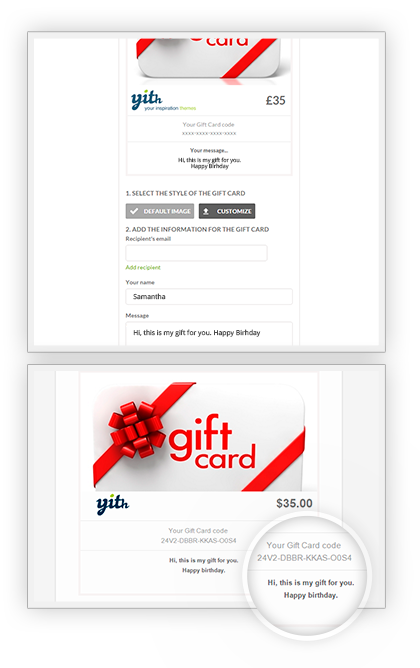 card
yith
your inspiration themes
£35
Your Gift Card code
xxxx-xxxx-xxxx-xxxx
Your message...
Hi, this is my gift for you.
Happy Birhday
1. SELECT THE STYLE OF THE GIFT CARD
DEFAULT IMAGE CUSTOMIZE
2. ADD THE INFORMATION FOR THE GIFT CARD
Recipient's email
Add recipient
Your name
Samantha
Message
Hi, this is my gift for you. Happy Birhday
gift
card
yith
$35.00
Your Gift Card code
24V2-DBBR-KKAS-O0S4
Hi, this is my gift for you.
Happy birthday.
Your Gift Card code
24V2-DBBR-KKAS-O0S4
Hi, this is my gift for you.
Happy birthday.